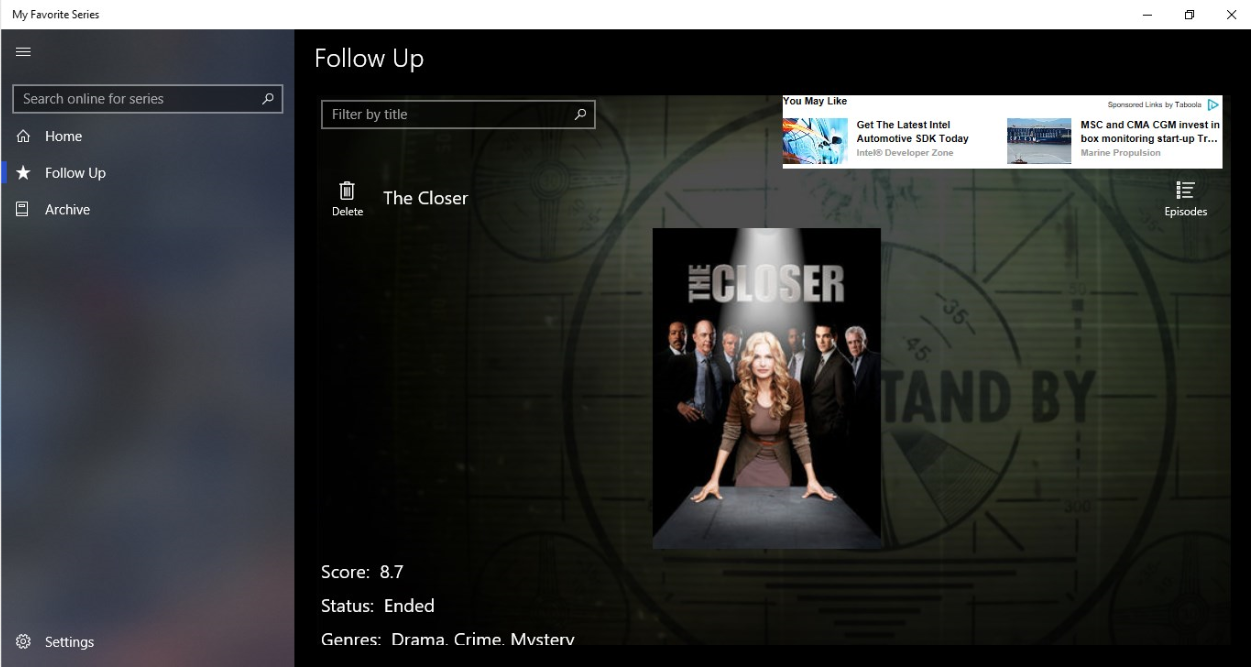 My Favorite Series
Follow Up
Search online for series
Home
Follow Up
Archive
Settings
Filter by title
You May Like
Sponsored Links by Taboola
Get The Latest Intel
Automotive SDK Today
Intel® Developer Zone
MSC and CMA CGM invest in
box monitoring start-up Tr...
Marine Propulsion
Delete
The Closer
Episodes
THE CLOSER
-35-
45
50
TAND BY
300
Score: 8.7
Status: Ended
Genres: Drama, Crime, Mystery